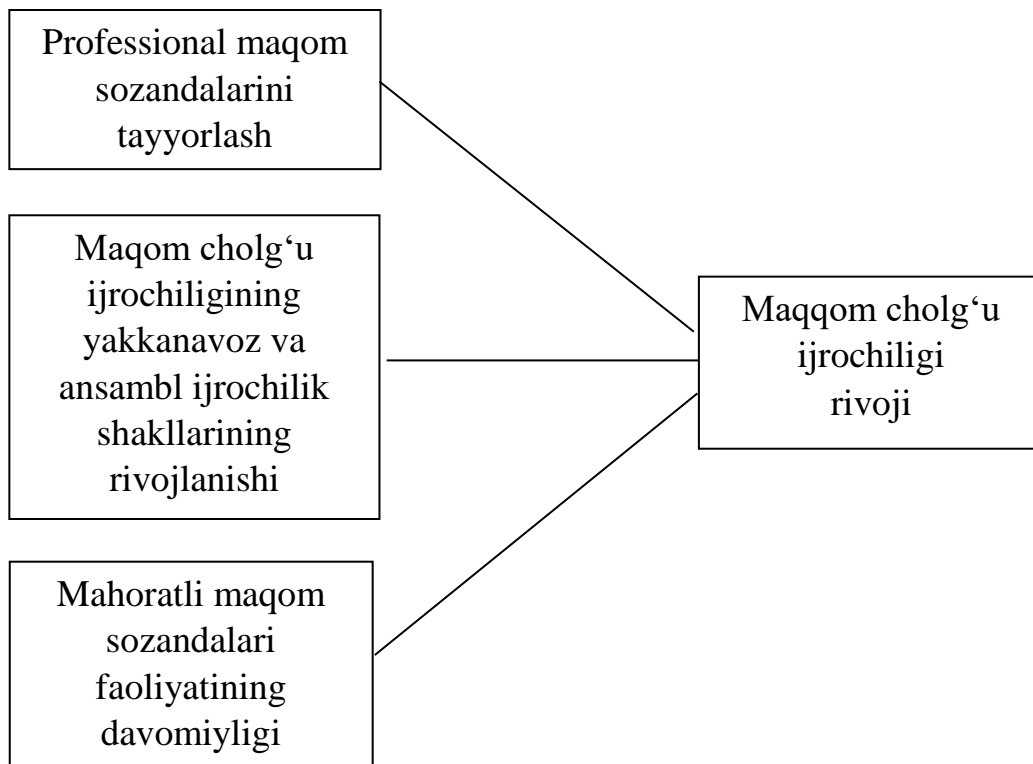 Professional maqom
sozandalarini
tayyorlash
Maqom cholg‘u
ijrochiligining
yakkanavoz va
ansambl ijrochilik
shakllarining
rivojlanishi
Mahoratli maqom
sozandalari
faoliyatining
davomiyligi
Maqqom cholg‘u
ijrochiligi
rivoji